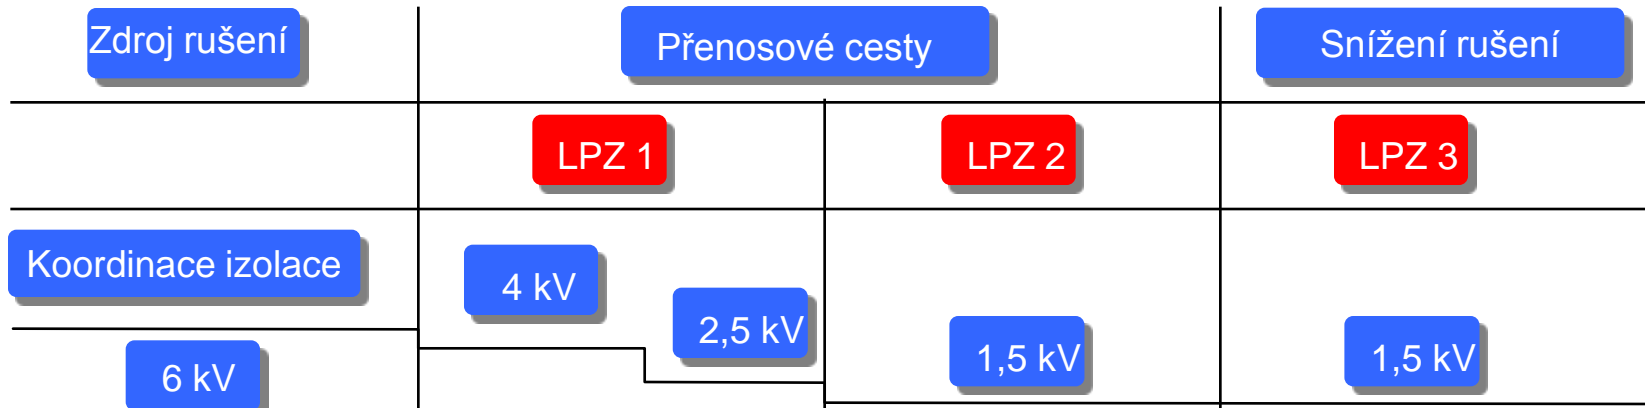 Zdroj rušení
Přenosové cesty
Snížení rušení
LPZ 1
LPZ 2
LPZ 3
Koordinace izolace
4 kV
2,5 kV
1,5 kV
1,5 kV
6 kV